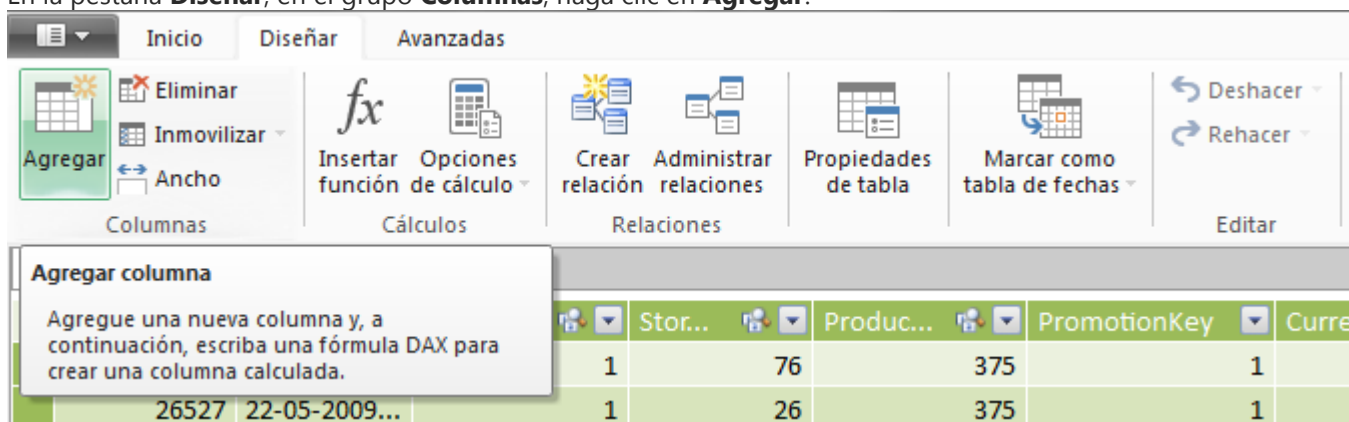 En la pestaña Diseñar, en el grupo Columnas, haga clic en Agregar.
Inicio Diseñar Avanzadas
Agregar
Eliminar
Inmovilizar
Ancho
Insertar función
Opciones de cálculo
Crear relación
Administrar relaciones
Propiedades de tabla
Marcar como tabla de fechas
Deshacer
Rehacer
Columnas Cálculos Relaciones Editar
Agregar columna
Agregue una nueva columna y, a
continuación, escriba una fórmula DAX para
crear una columna calculada.
Stor... Produc... PromotionKey Curre
1 76 375 1
26527 22-05-2009... 1 26 375 1